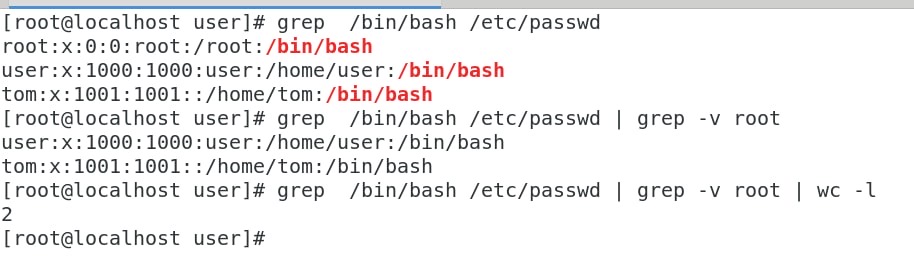 [root@localhost user]# grep  /bin/bash /etc/passwd
root:x:0:0:root:/root:/bin/bash
user:x:1000:1000:user:/home/user:/bin/bash
tom:x:1001:1001::/home/tom:/bin/bash
[root@localhost user]# grep  /bin/bash /etc/passwd | grep -v root
user:x:1000:1000:user:/home/user:/bin/bash
tom:x:1001:1001::/home/tom:/bin/bash
[root@localhost user]# grep  /bin/bash /etc/passwd | grep -v root | wc -l
2
[root@localhost user]#